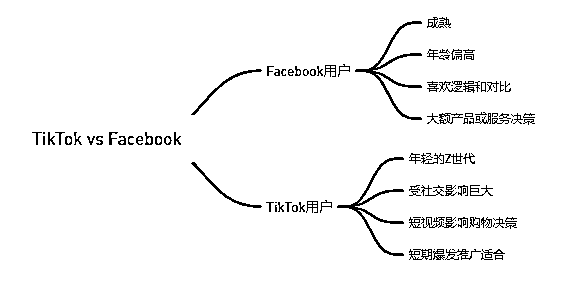 TikTok vs Facebook
Facebook用户
成熟
年龄偏高
喜欢逻辑和对比
大额产品或服务决策
TikTok用户
年轻的Z世代
受社交影响巨大
短视频影响购物决策
短期爆发推广适合